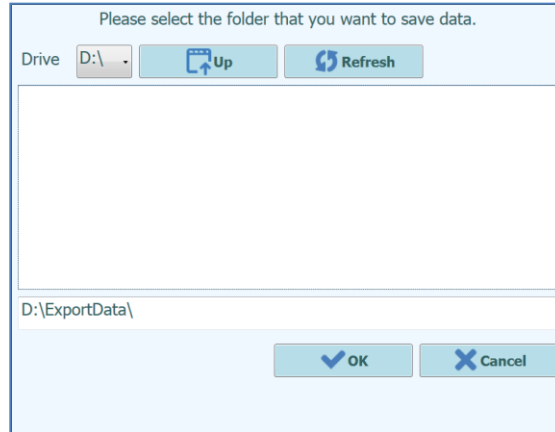 Please select the folder that you want to save data.
Drive D:\ Up Refresh
D:\ExportData\
OK Cancel